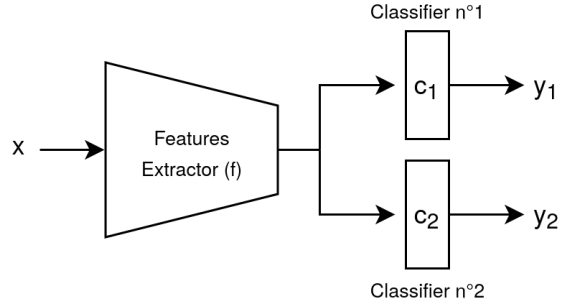 Classifier n°1
x
Features
Extractor (f)
c1
y1
c2
y2
Classifier n°2